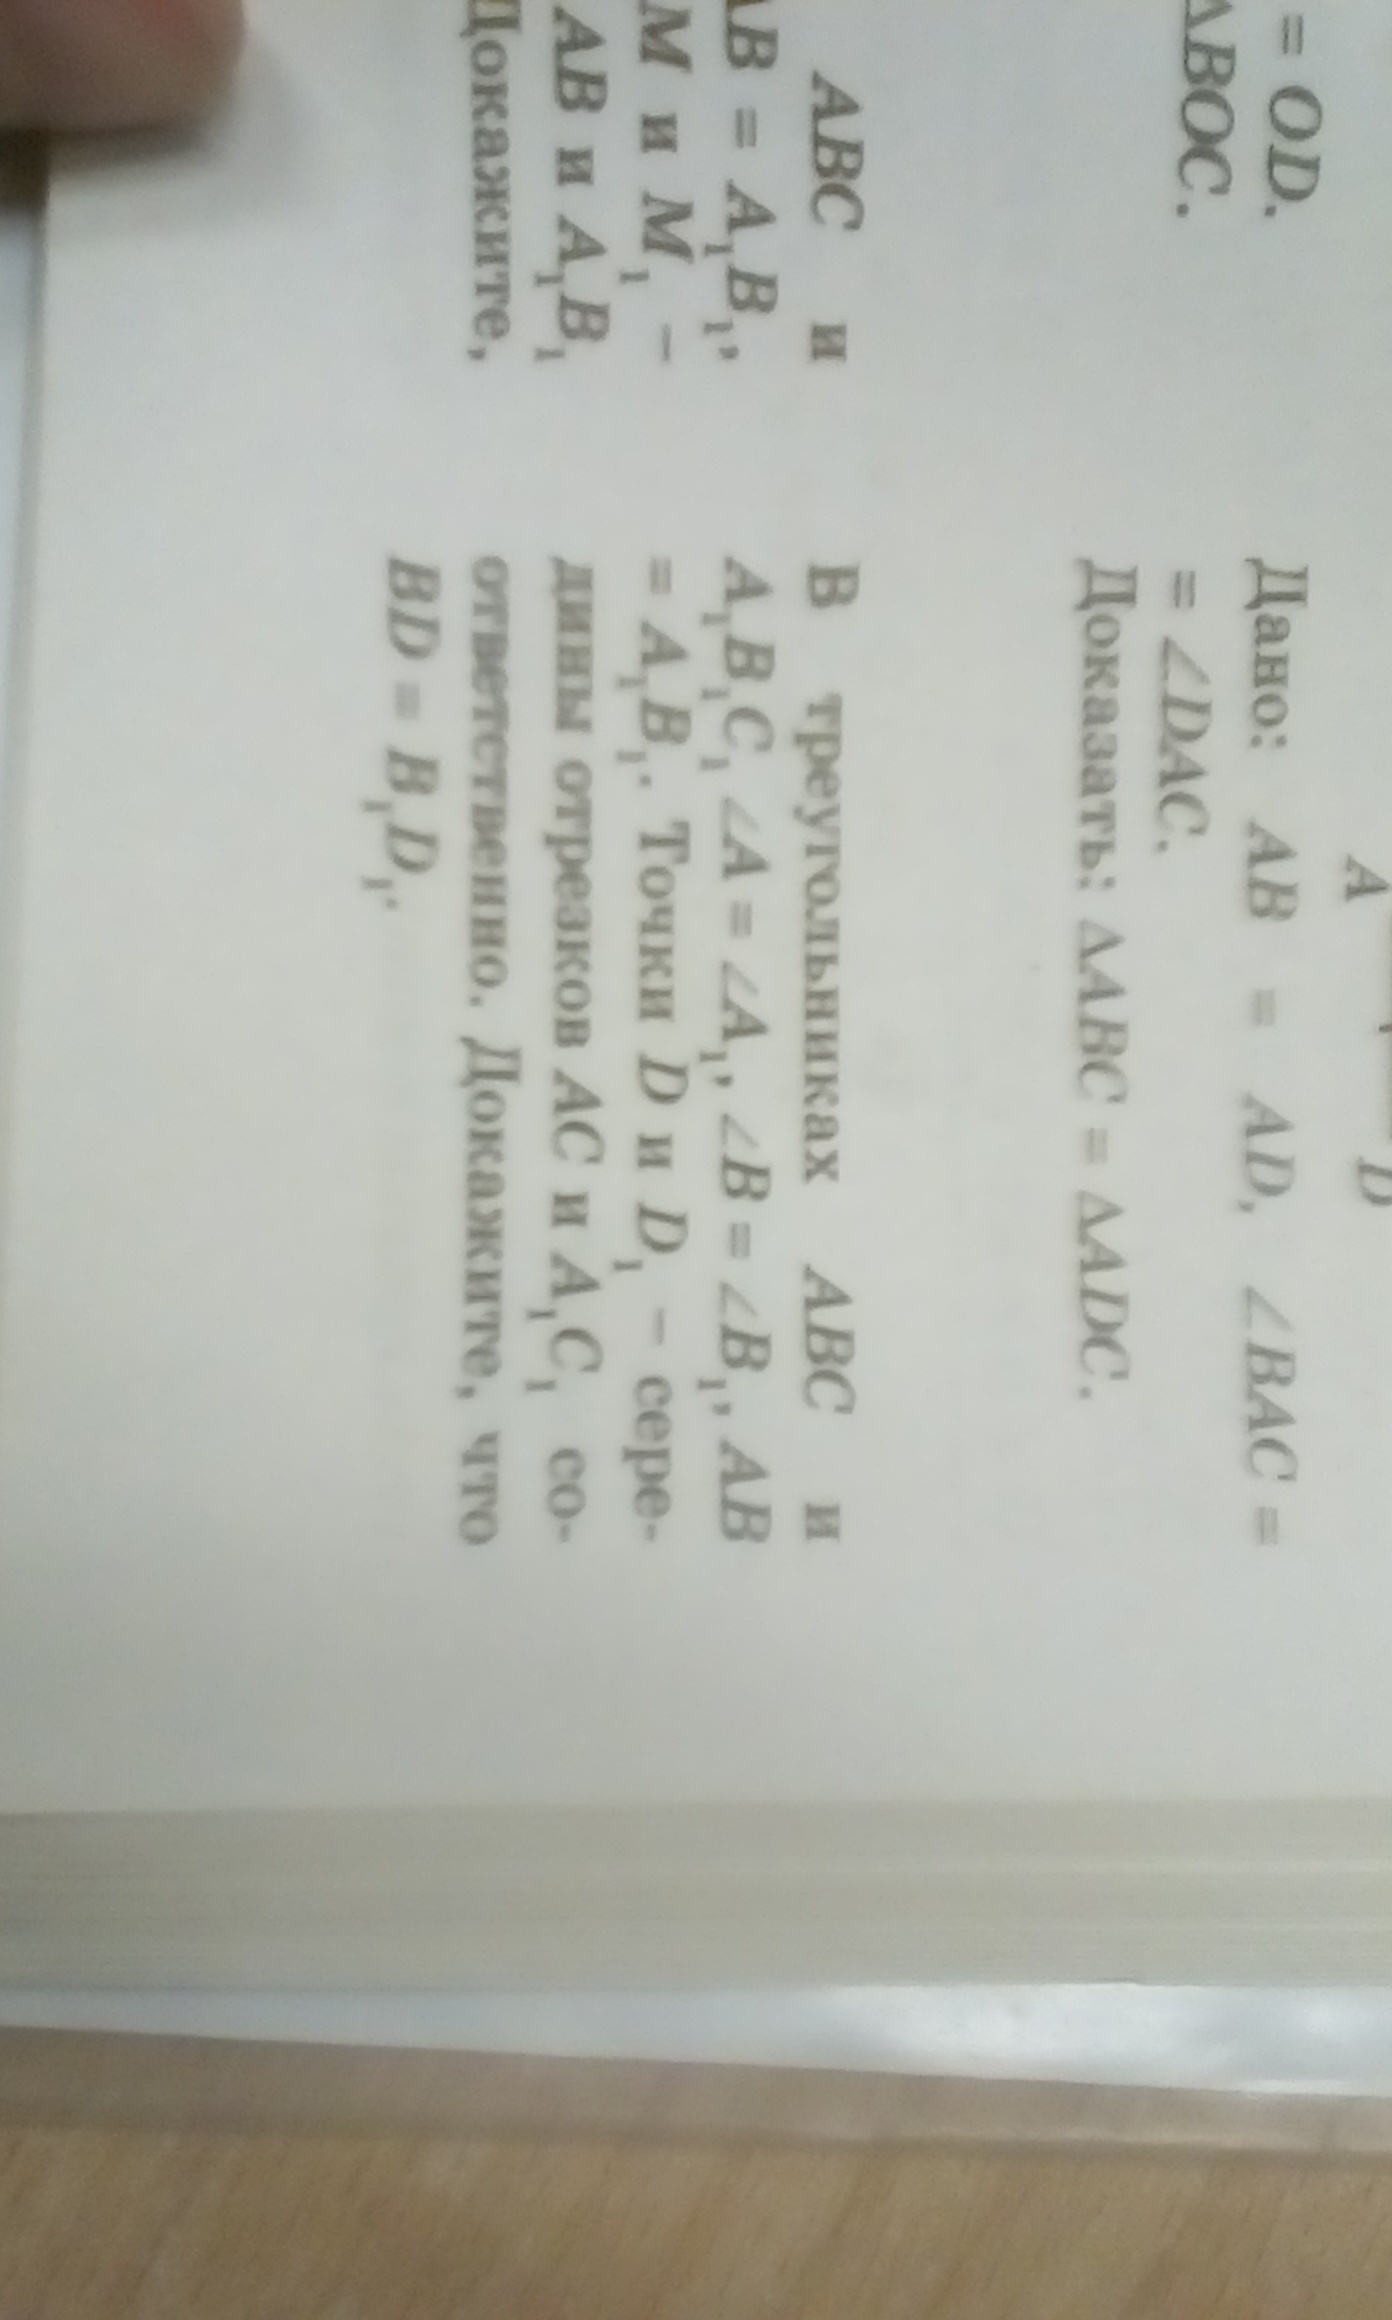 = OD.
ΔBOC.
ABC и
AB = A₁B₁,
M и M₁ –
AB и A₁B₁
Докажите,
A
D
Дано: AB = AD, ∠BAC =
= ∠DAC.
Доказать: ΔABC = ΔADC.
В треугольниках ABC и
A₁B₁C₁ ∠A = ∠A₁, ∠B = ∠B₁, AB
= A₁B₁. Точки D и D₁ – сере-
дины отрезков AC и A₁C₁ со-
ответственно. Докажите, что
BD = B₁D₁.